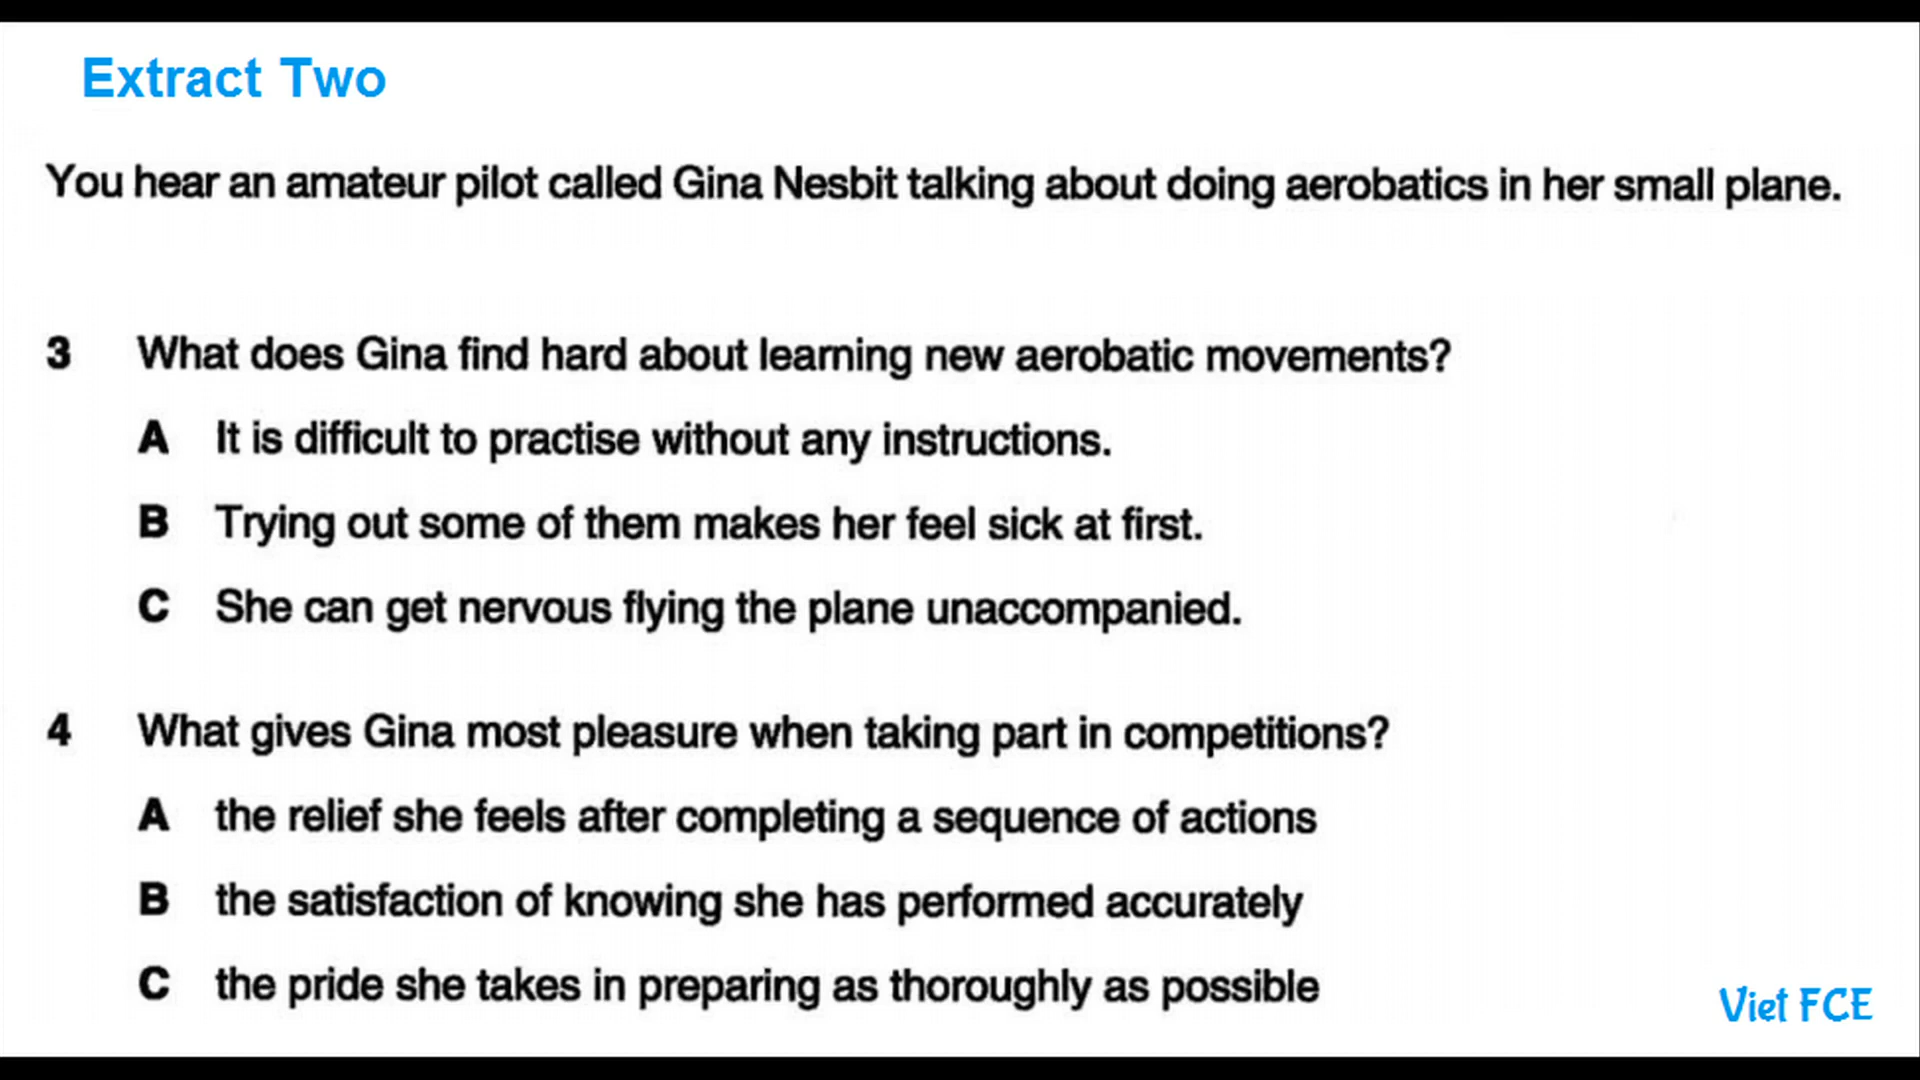 Extract Two
You hear an amateur pilot called Gina Nesbit talking about doing aerobatics in her small plane.
3 What does Gina find hard about learning new aerobatic movements?
A It is difficult to practise without any instructions.
B Trying out some of them makes her feel sick at first.
C She can get nervous flying the plane unaccompanied.
4 What gives Gina most pleasure when taking part in competitions?
A the relief she feels after completing a sequence of actions
B the satisfaction of knowing she has performed accurately
C the pride she takes in preparing as thoroughly as possible
Viet FCE